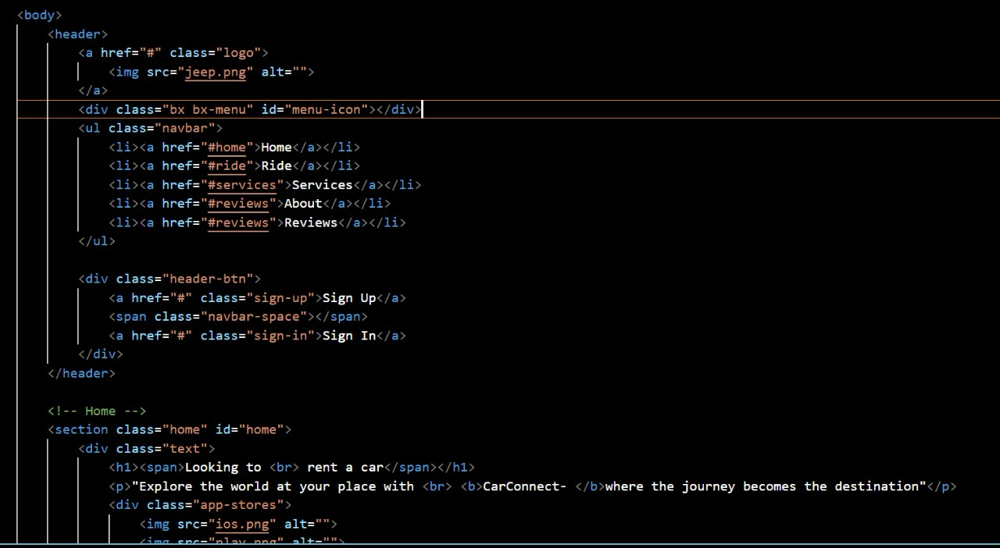 <body>
<header>
<a href="#" class="logo">
<img src="jeep.png" alt="">
</a>
<div class="bx bx-menu" id="menu-icon"></div>
<ul class="navbar">
<li><a href="#home">Home</a></li>
<li><a href="#ride">Ride</a></li>
<li><a href="#services">Services</a></li>
<li><a href="#reviews">About</a></li>
<li><a href="#reviews">Reviews</a></li>
</ul>
<div class="header-btn">
<a href="#" class="sign-up">Sign Up</a>
<span class="navbar-space"></span>
<a href="#" class="sign-in">Sign In</a>
</div>
</header>
<!-- Home -->
<section class="home" id="home">
<div class="text">
<h1><span>Looking to <br> rent a car</span></h1>
<p>"Explore the world at your place with <br> <b>CarConnect- </b>where the journey becomes the destination"</p>
<div class="app-stores">
<img src="ios.png" alt="">
<img src="play.png" alt="">